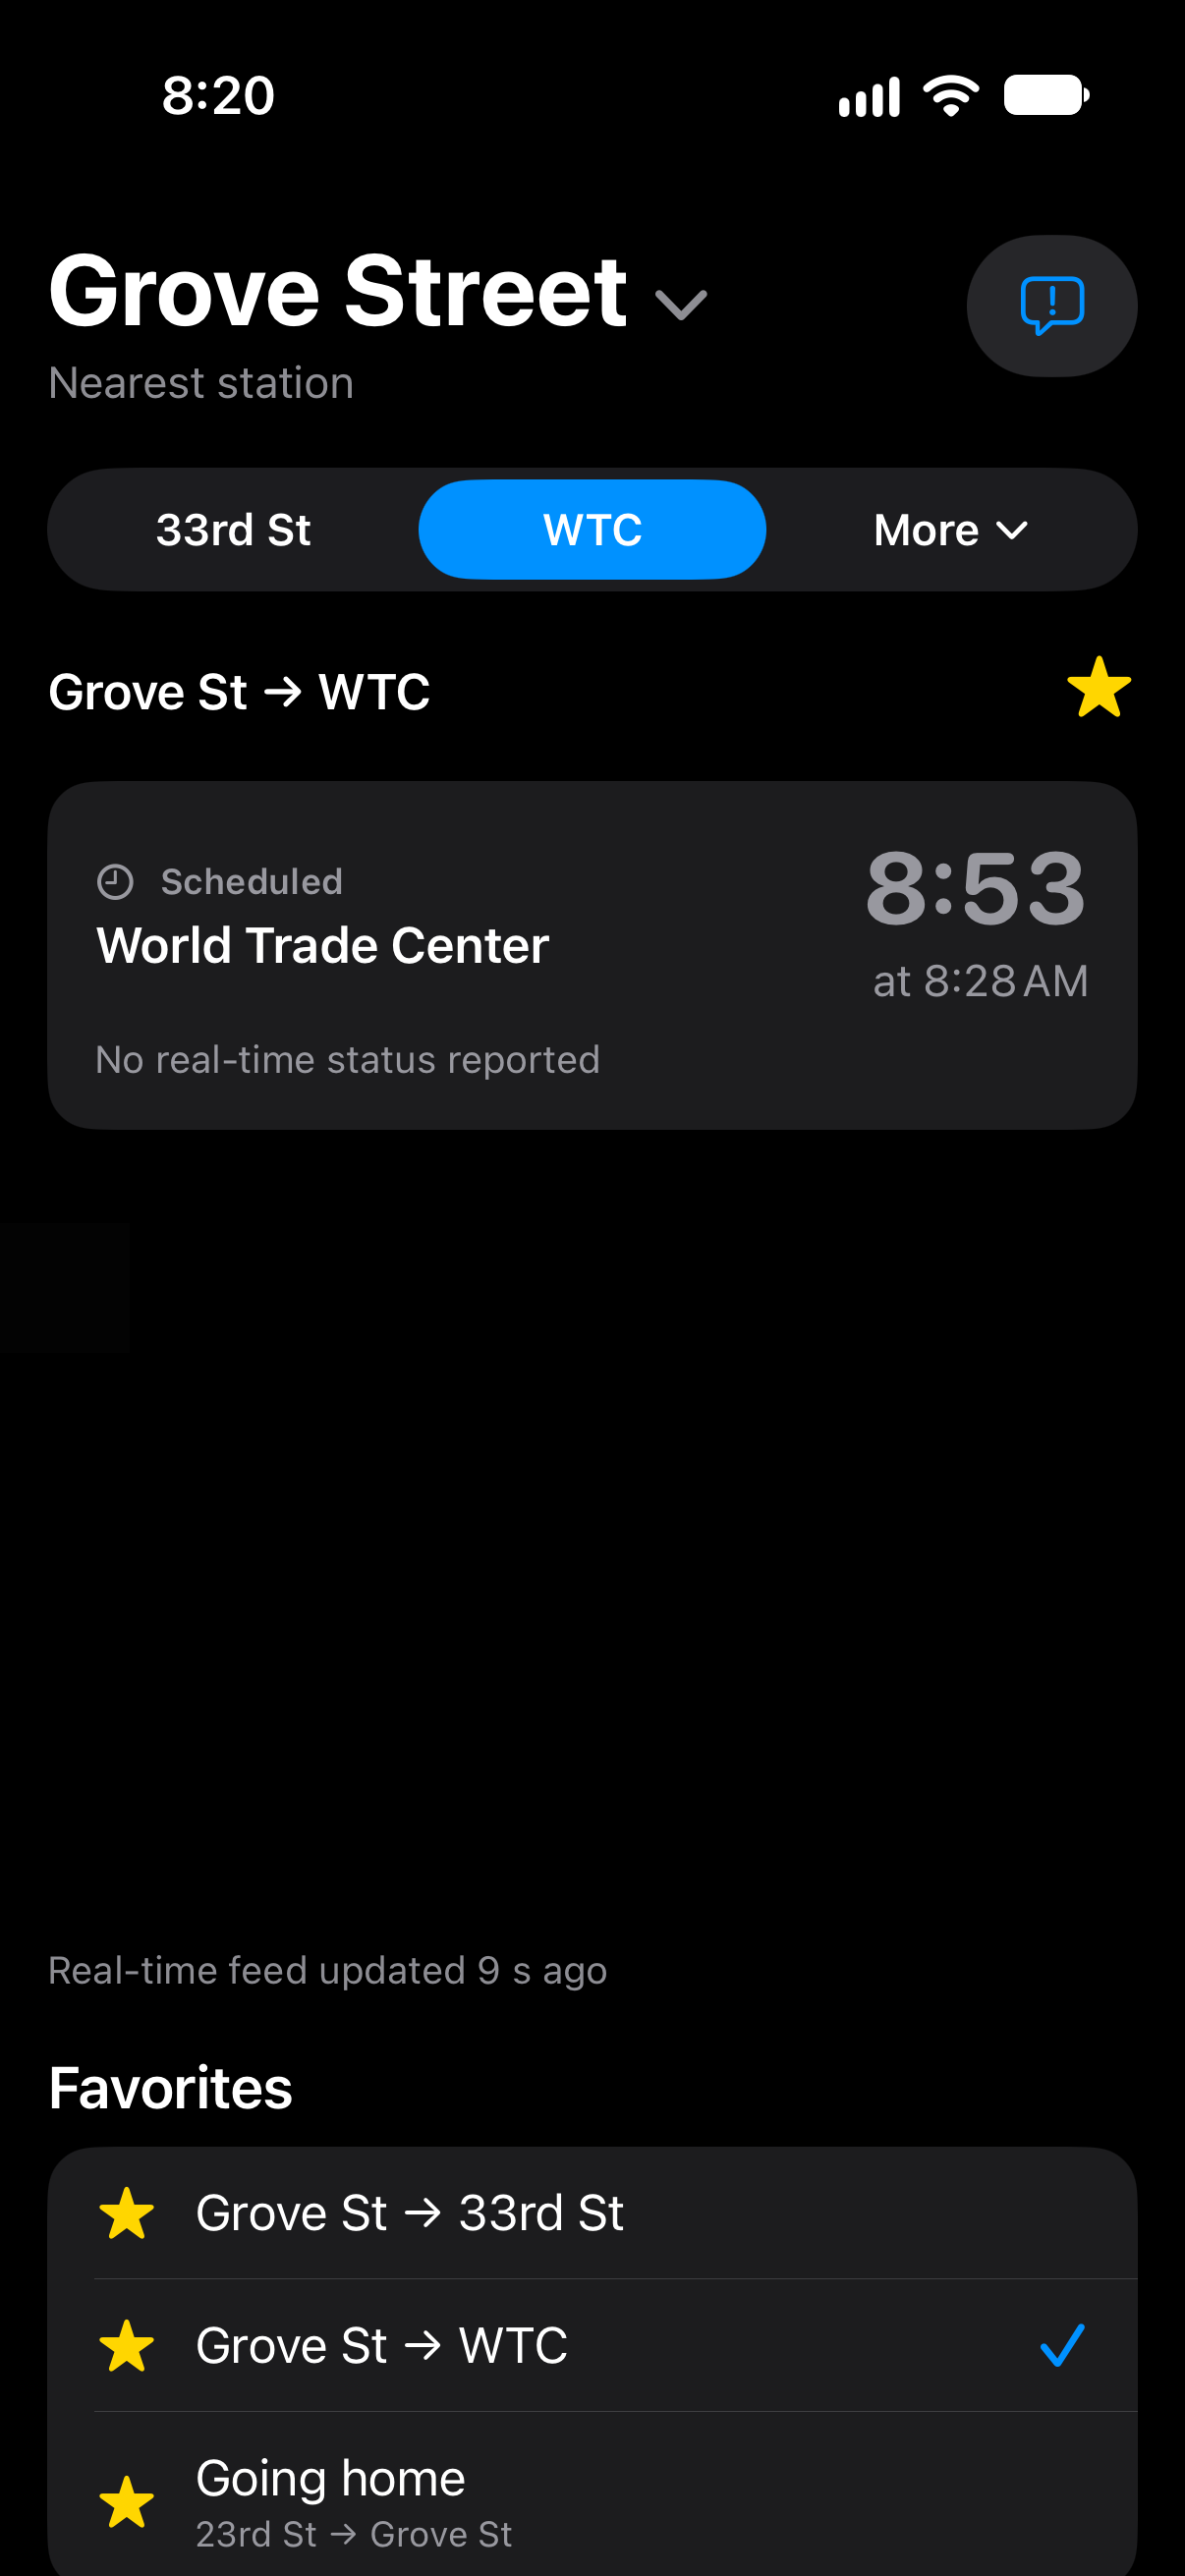 8:20
Grove Street
Nearest station
33rd St
WTC
More
Grove St → WTC
Scheduled
8:53
World Trade Center
at 8:28 AM
No real-time status reported
Real-time feed updated 9 s ago
Favorites
Grove St → 33rd St
Grove St → WTC
Going home
23rd St → Grove St